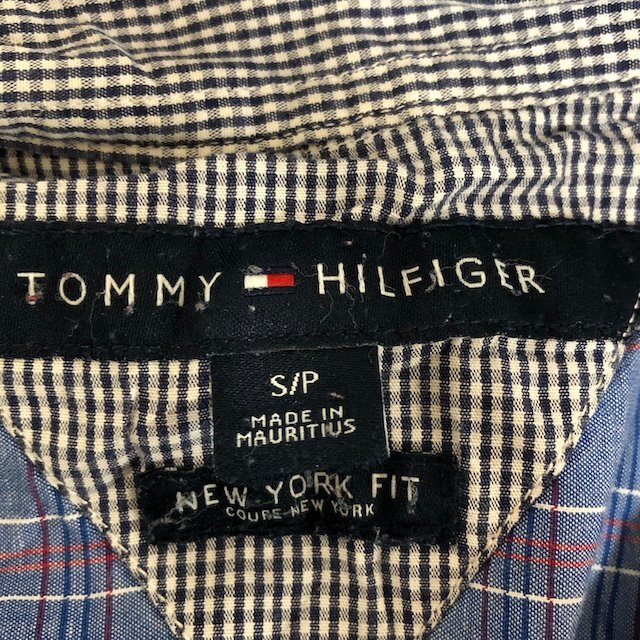 TOMMY HILFIGER
S/P
MADE IN
MAURITIUS
NEW YORK FIT
COUPE NEW YORK